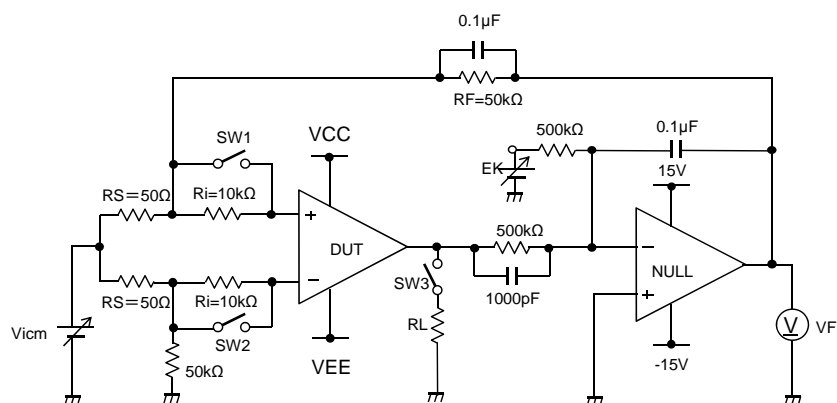 0.1μF
RF=50kΩ
SW1
VCC
500kΩ
0.1μF
EK
15V
RS=50Ω
Ri=10kΩ
+
DUT
−
500kΩ
−
NULL
+
RS=50Ω
Ri=10kΩ
SW3
1000pF
V
VF
Vicm
SW2
RL
50kΩ
VEE
-15V